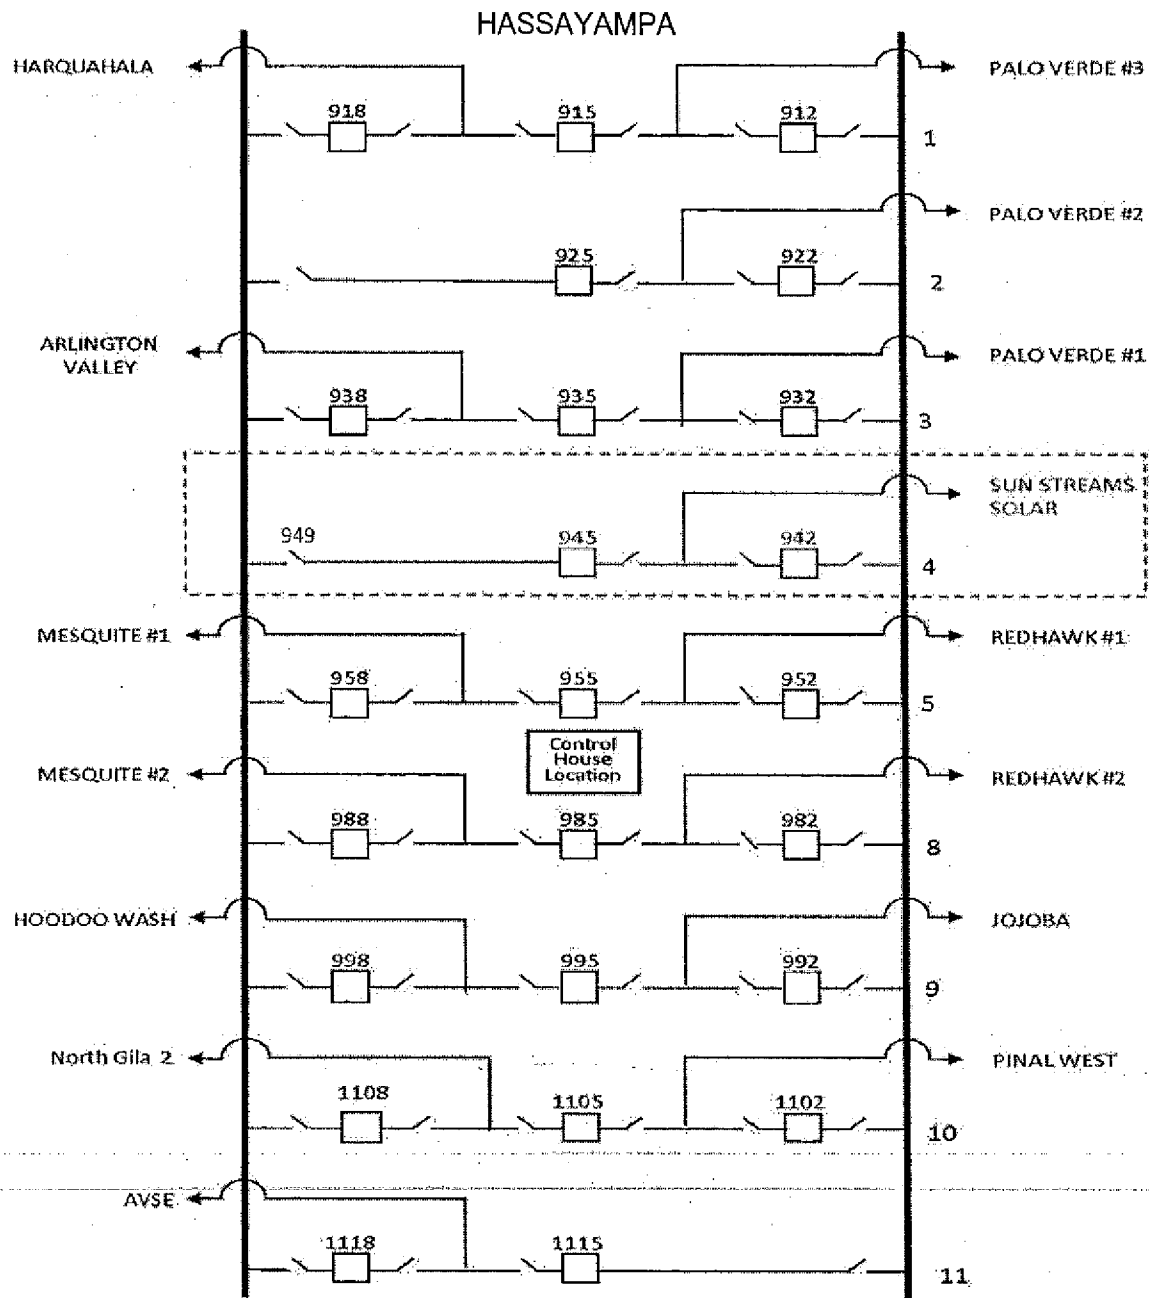 HASSAYAMPA
HARQUAHALA
PALO VERDE #3
918
915
912
1
PALO VERDE #2
925
922
2
ARLINGTON
VALLEY
PALO VERDE #1
938
935
932
3
SUN STREAMS
SOLAR
949
945
942
4
MESQUITE #1
REDHAWK #1
958
955
952
5
Control
House
Location
MESQUITE #2
REDHAWK #2
988
985
982
8
HOODOO WASH
JOJOBA
998
995
992
9
North Gila 2
PINAL WEST
1108
1105
1102
10
AVSE
1118
1115
11